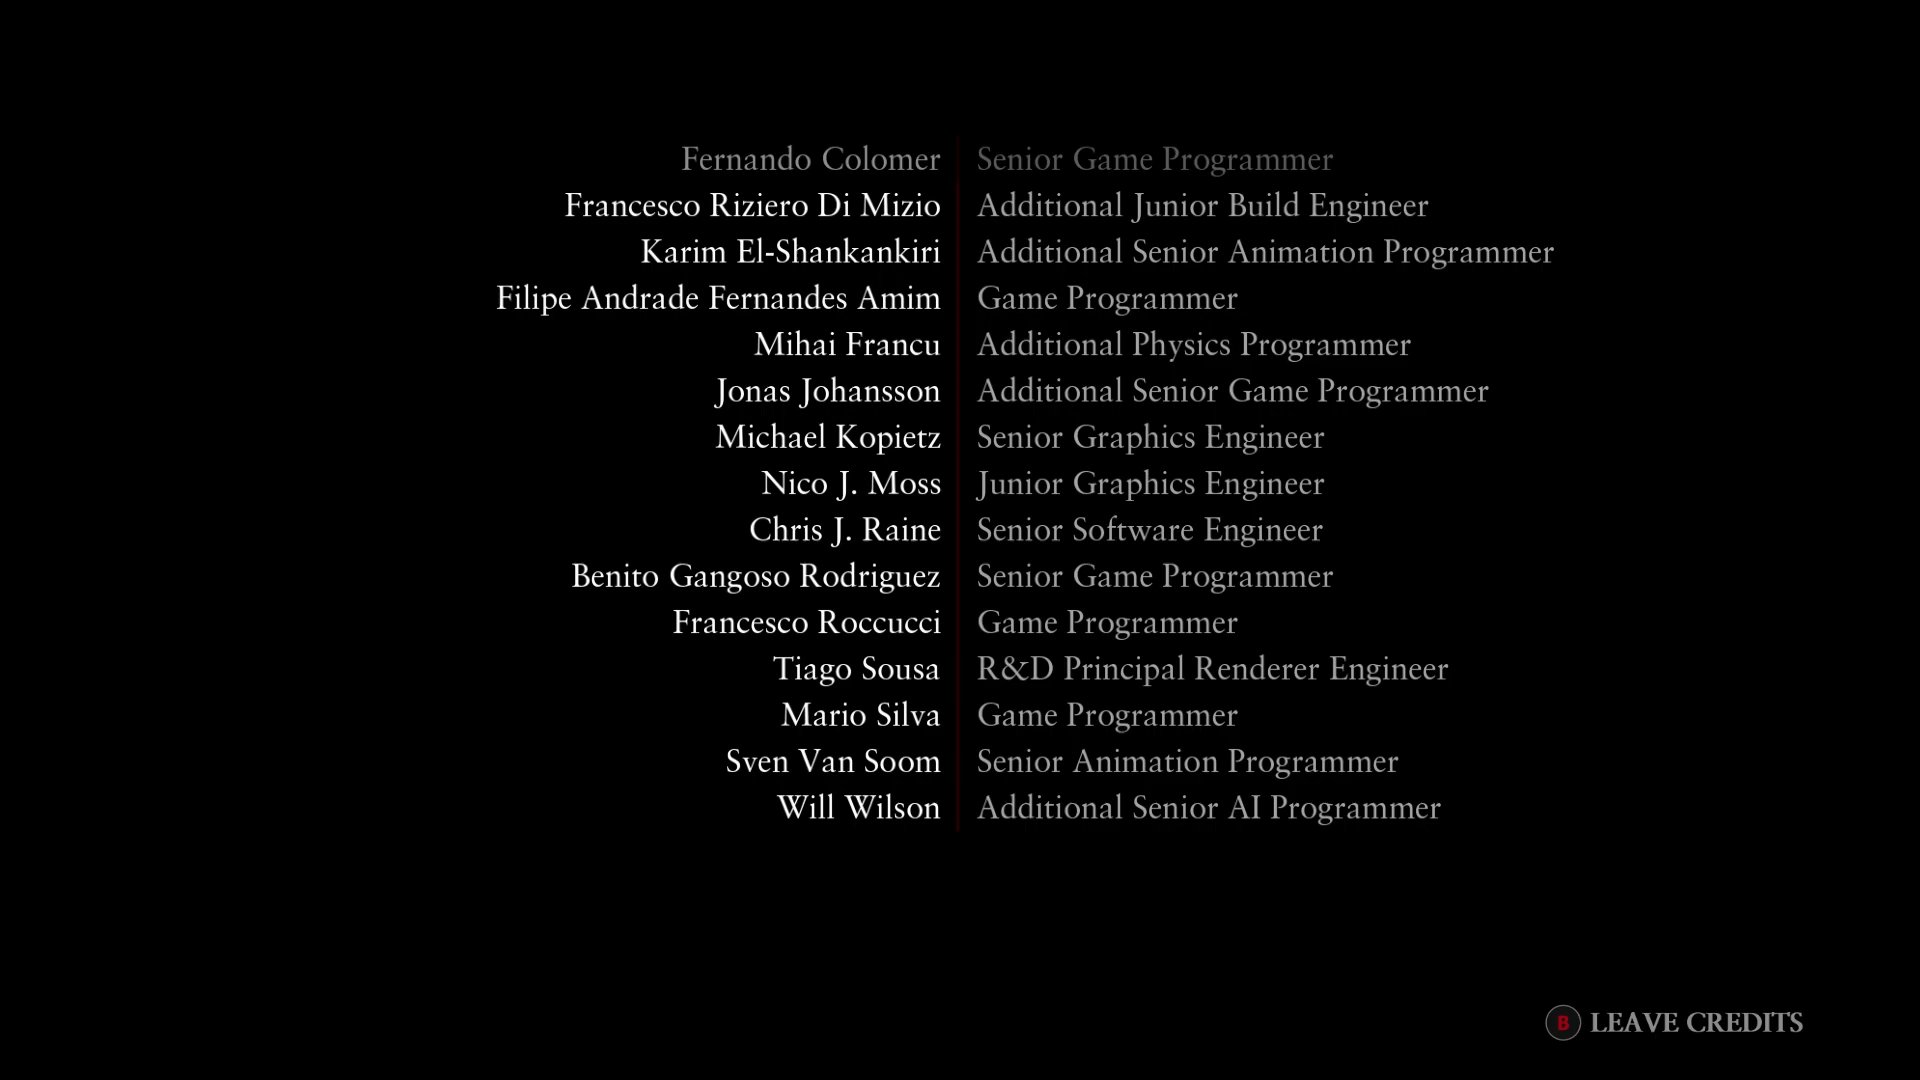 Fernando Colomer Senior Game Programmer
Francesco Riziero Di Mizio Additional Junior Build Engineer
Karim El-Shankankiri Additional Senior Animation Programmer
Filipe Andrade Fernandes Amim Game Programmer
Mihai Francu Additional Physics Programmer
Jonas Johansson Additional Senior Game Programmer
Michael Kopietz Senior Graphics Engineer
Nico J. Moss Junior Graphics Engineer
Chris J. Raine Senior Software Engineer
Benito Gangoso Rodriguez Senior Game Programmer
Francesco Roccucci Game Programmer
Tiago Sousa R&D Principal Renderer Engineer
Mario Silva Game Programmer
Sven Van Soom Senior Animation Programmer
Will Wilson Additional Senior AI Programmer
B LEAVE CREDITS